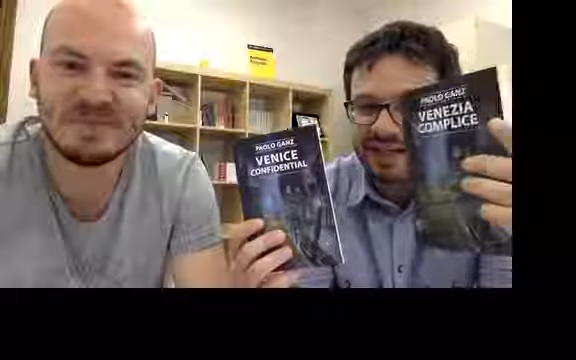 PAOLO GANZ
VENICE
CONFIDENTIAL
PAOLO GANZ
VENEZIA
COMPLICE